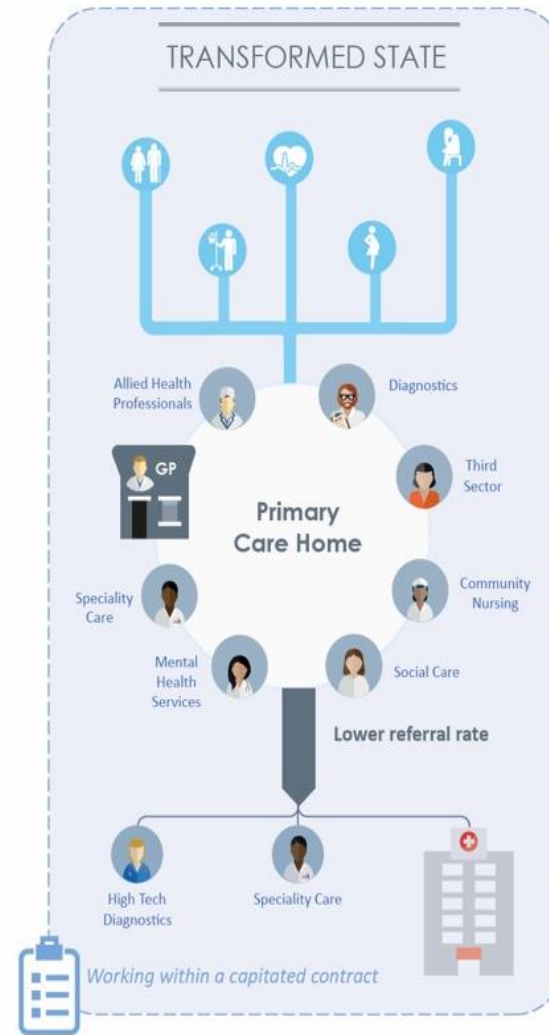 TRANSFORMED STATE
Allied Health
Professionals
Diagnostics
GP
Third
Sector
Primary
Care Home
Speciality
Care
Community
Nursing
Mental
Health
Services
Social Care
Lower referral rate
High Tech
Diagnostics
Speciality Care
Working within a capitated contract